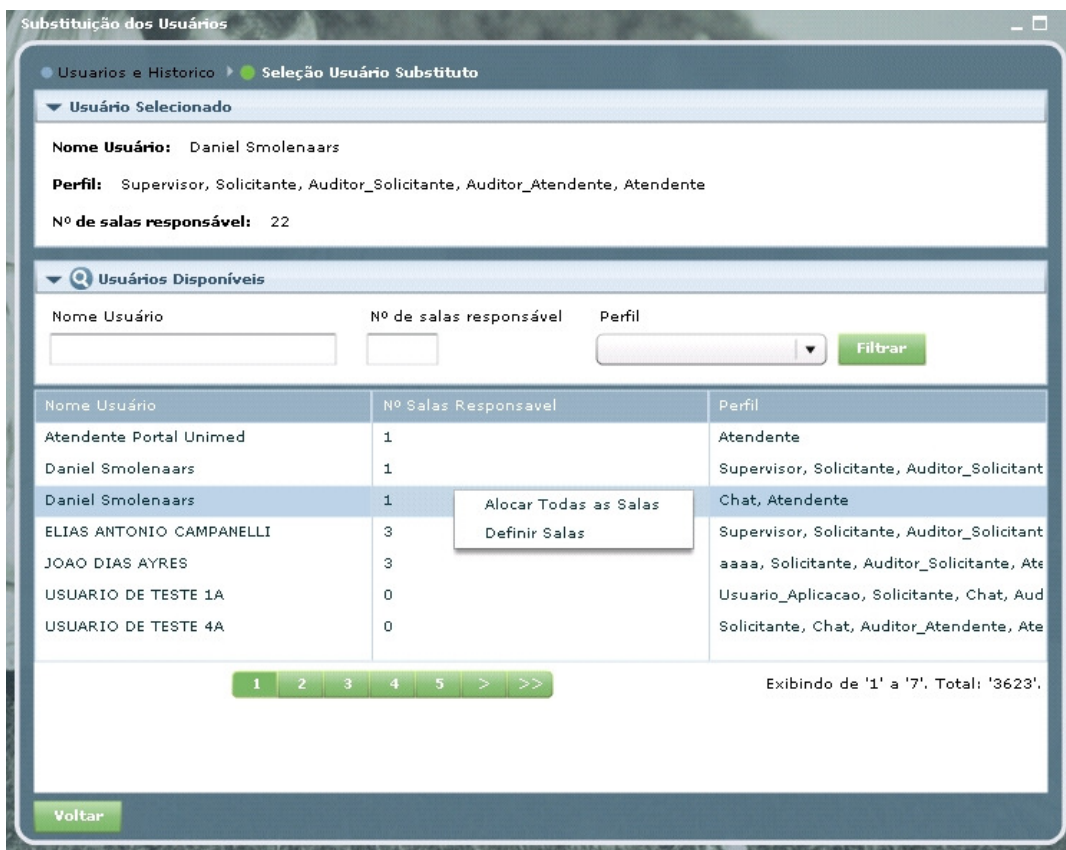 Substituição dos Usuários
Usuarios e Historico Seleção Usuário Substituto
Usuário Selecionado
Nome Usuário: Daniel Smolenaars
Perfil: Supervisor, Solicitante, Auditor_Solicitante, Auditor_Atendente, Atendente
Nº de salas responsável: 22
Usuários Disponíveis
Nome Usuário Nº de salas responsável Perfil
Filtrar
Nome Usuário Nº Salas Responsavel Perfil
Atendente Portal Unimed 1 Atendente
Daniel Smolenaars 1 Supervisor, Solicitante, Auditor_Solicitant
Daniel Smolenaars 1 Chat, Atendente
Alocar Todas as Salas
Definir Salas
ELIAS ANTONIO CAMPANELLI 3 Supervisor, Solicitante, Auditor_Solicitant
JOAO DIAS AYRES 3 aaaa, Solicitante, Auditor_Solicitante, Ate
USUARIO DE TESTE 1A 0 Usuario_Aplicacao, Solicitante, Chat, Aud
USUARIO DE TESTE 4A 0 Solicitante, Chat, Auditor_Atendente, Ate
1 2 3 4 5 > >> Exibindo de '1' a '7'. Total: '3623'.
Voltar